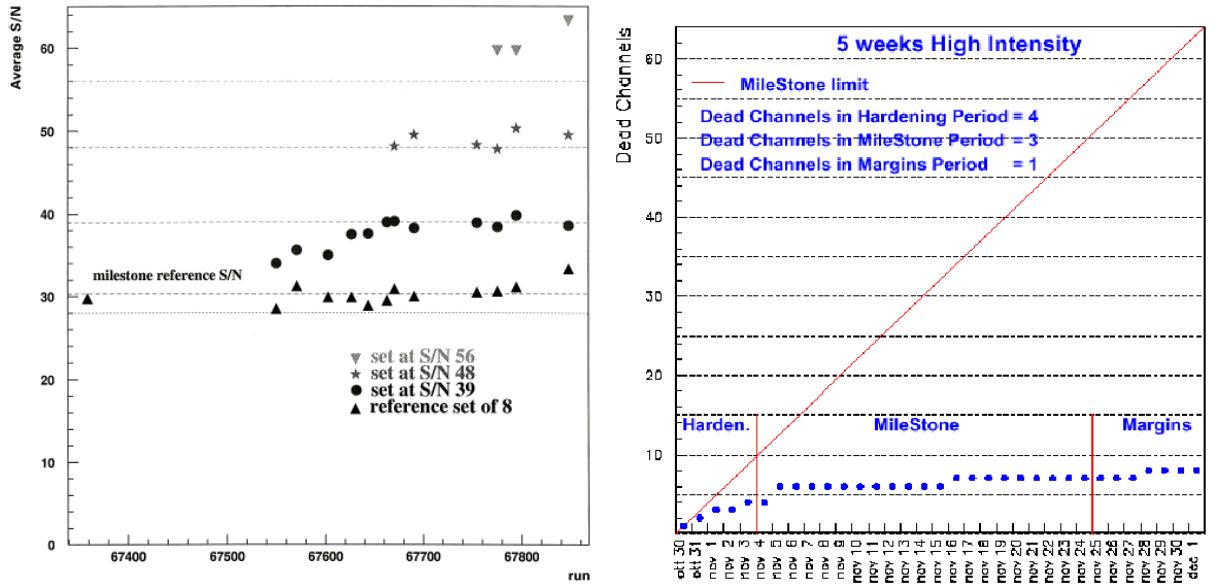 Average S/N
60
50
40
30
20
10
0
milestone reference S/N
set at S/N 56
set at S/N 48
set at S/N 39
reference set of 8
67400
67500
67600
67700
67800
run
Dead Channels
60
50
40
30
20
10
5 weeks High Intensity
MileStone limit
Dead Channels in Hardening Period = 4
Dead Channels in MileStone Period = 3
Dead Channels in Margins Period = 1
Harden.
MileStone
Margins
okt 30
okt 31
nov 1
nov 2
nov 3
nov 4
nov 5
nov 6
nov 7
nov 8
nov 9
nov 10
nov 11
nov 12
nov 13
nov 14
nov 15
nov 16
nov 17
nov 18
nov 19
nov 20
nov 21
nov 22
nov 23
nov 24
nov 25
nov 26
nov 27
nov 28
nov 29
nov 30
dec 1